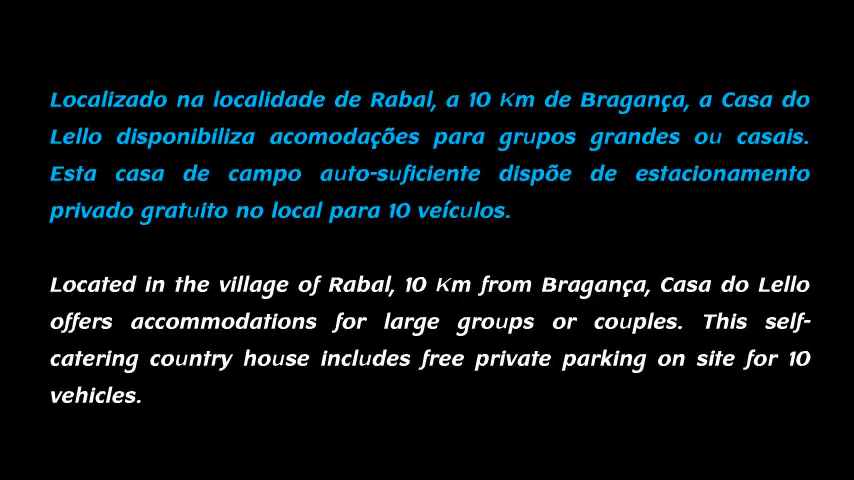 Localizado na localidade de Rabal, a 10 Km de Bragança, a Casa do
Lello disponibiliza acomodações para grupos grandes ou casais.
Esta casa de campo auto-suficiente dispõe de estacionamento
privado gratuito no local para 10 veículos.
Located in the village of Rabal, 10 Km from Bragança, Casa do Lello
offers accommodations for large groups or couples. This self-
catering country house includes free private parking on site for 10
vehicles.